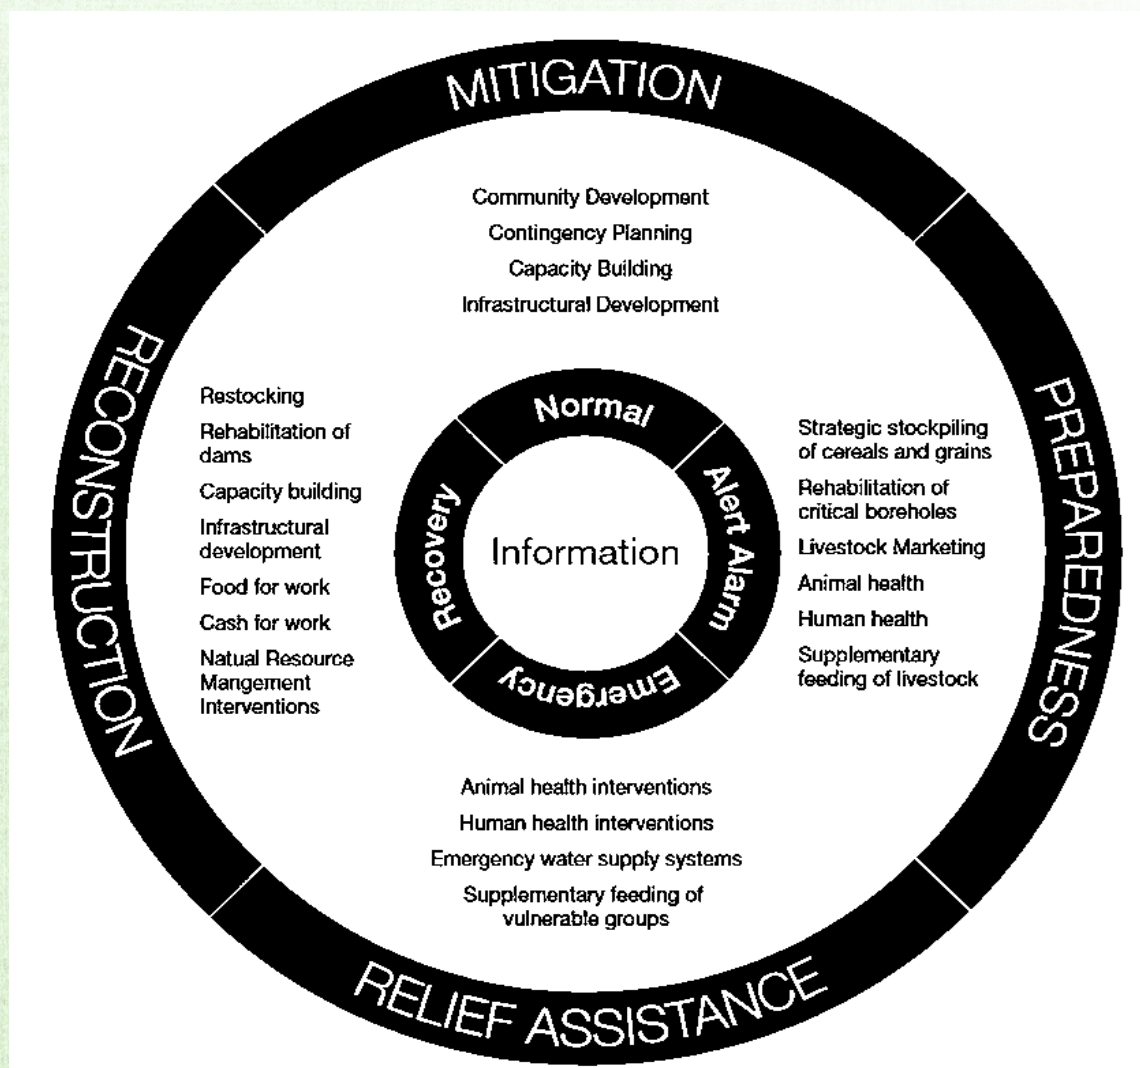 MITIGATION
Community Development
Contingency Planning
Capacity Building
Infrastructural Development
RECONSTRUCTION
Restocking
Rehabilitation of
dams
Capacity building
Infrastructural
development
Food for work
Cash for work
Natual Resource
Mangement
Interventions
Normal
Recovery
Information
Alert Alarm
Emergency
Strategic stockpiling
of cereals and grains
Rehabilitation of
critical boreholes
Livestock Marketing
Animal health
Human health
Supplementary
feeding of livestock
PREPAREDNESS
Animal health interventions
Human health interventions
Emergency water supply systems
Supplementary feeding of
vulnerable groups
RELIEF ASSISTANCE